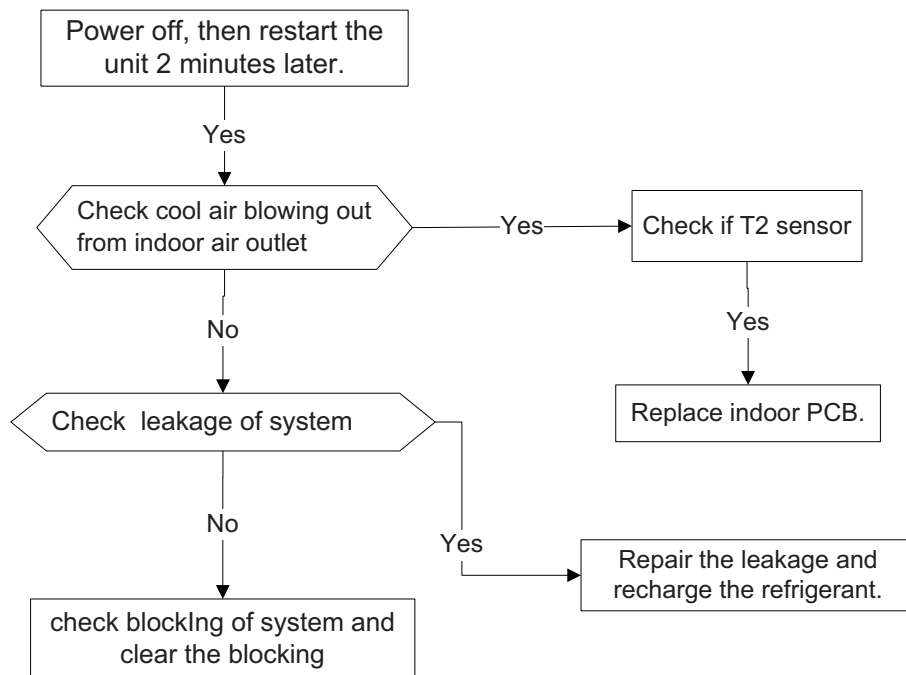 Power off, then restart the
unit 2 minutes later.
Yes
Check cool air blowing out
from indoor air outlet
Yes
Check if T2 sensor
No
Yes
Check leakage of system
Replace indoor PCB.
No
Yes
Repair the leakage and
recharge the refrigerant.
check blockIng of system and
clear the blocking